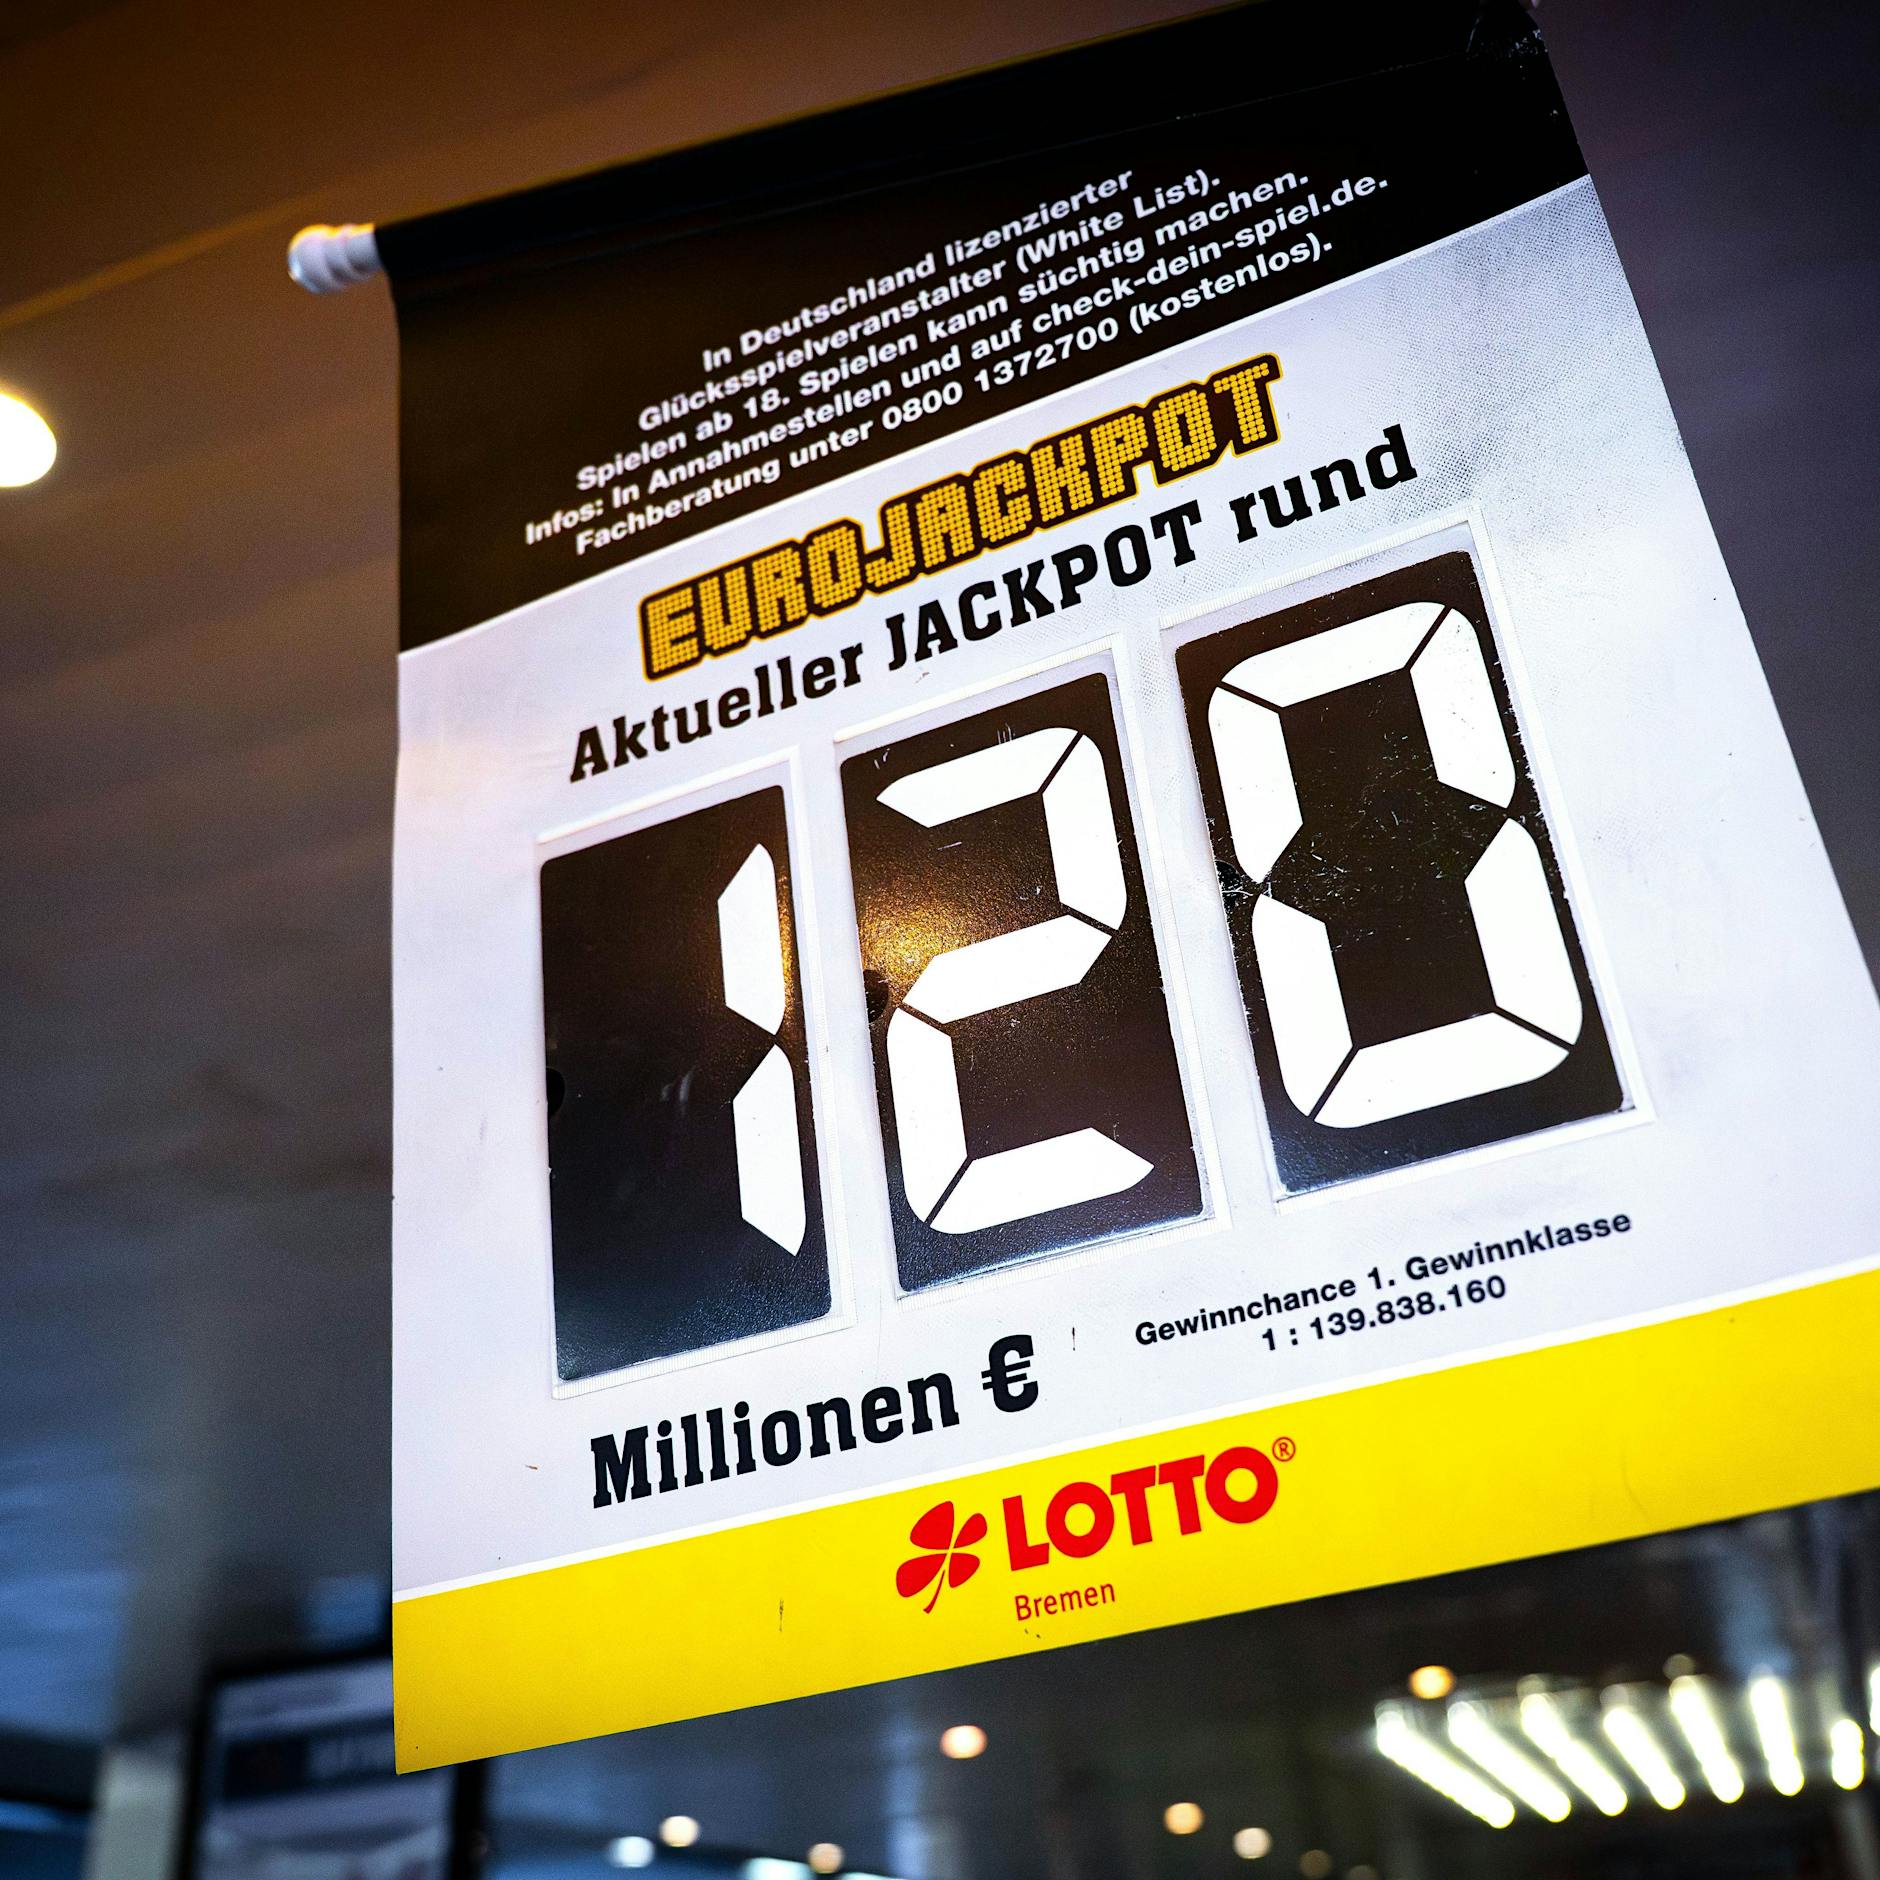 In Deutschland lizenzierter
Glücksspielveranstalter (White List).
Spielen ab 18. Spielen kann süchtig machen.
Infos: In Annahmestellen und auf check-dein-spiel.de.
Fachberatung unter 0800 1372700 (kostenlos).
EUROJACKPOT
Aktueller JACKPOT rund
120
Millionen €
Gewinnchance 1. Gewinnklasse
1 : 139.838.160
LOTTO®
Bremen